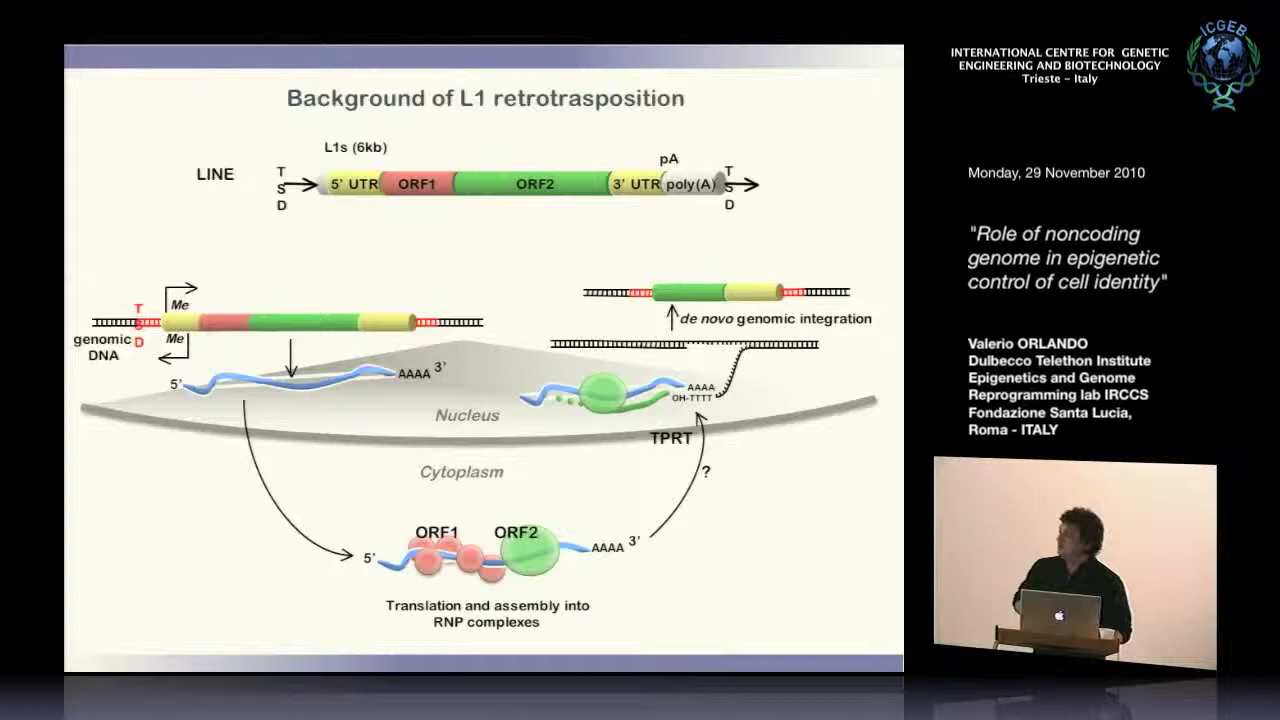 Background of L1 retrotrasposition
L1s (6kb)
LINE
T
S
D
5' UTR
ORF1
ORF2
3' UTR
pA
poly(A)
T
S
D
T
S
D
Me
Me
genomic
DNA
5'
AAAA 3'
de novo genomic integration
AAAA
OH-TTTT
Nucleus
TPRT
Cytoplasm
?
ORF1
ORF2
5'
AAAA 3'
Translation and assembly into
RNP complexes
INTERNATIONAL CENTRE FOR GENETIC
ENGINEERING AND BIOTECHNOLOGY
Trieste – Italy
ICGEB
Monday, 29 November 2010
"Role of noncoding
genome in epigenetic
control of cell identity"
Valerio ORLANDO
Dulbecco Telethon Institute
Epigenetics and Genome
Reprogramming lab IRCCS
Fondazione Santa Lucia,
Roma - ITALY